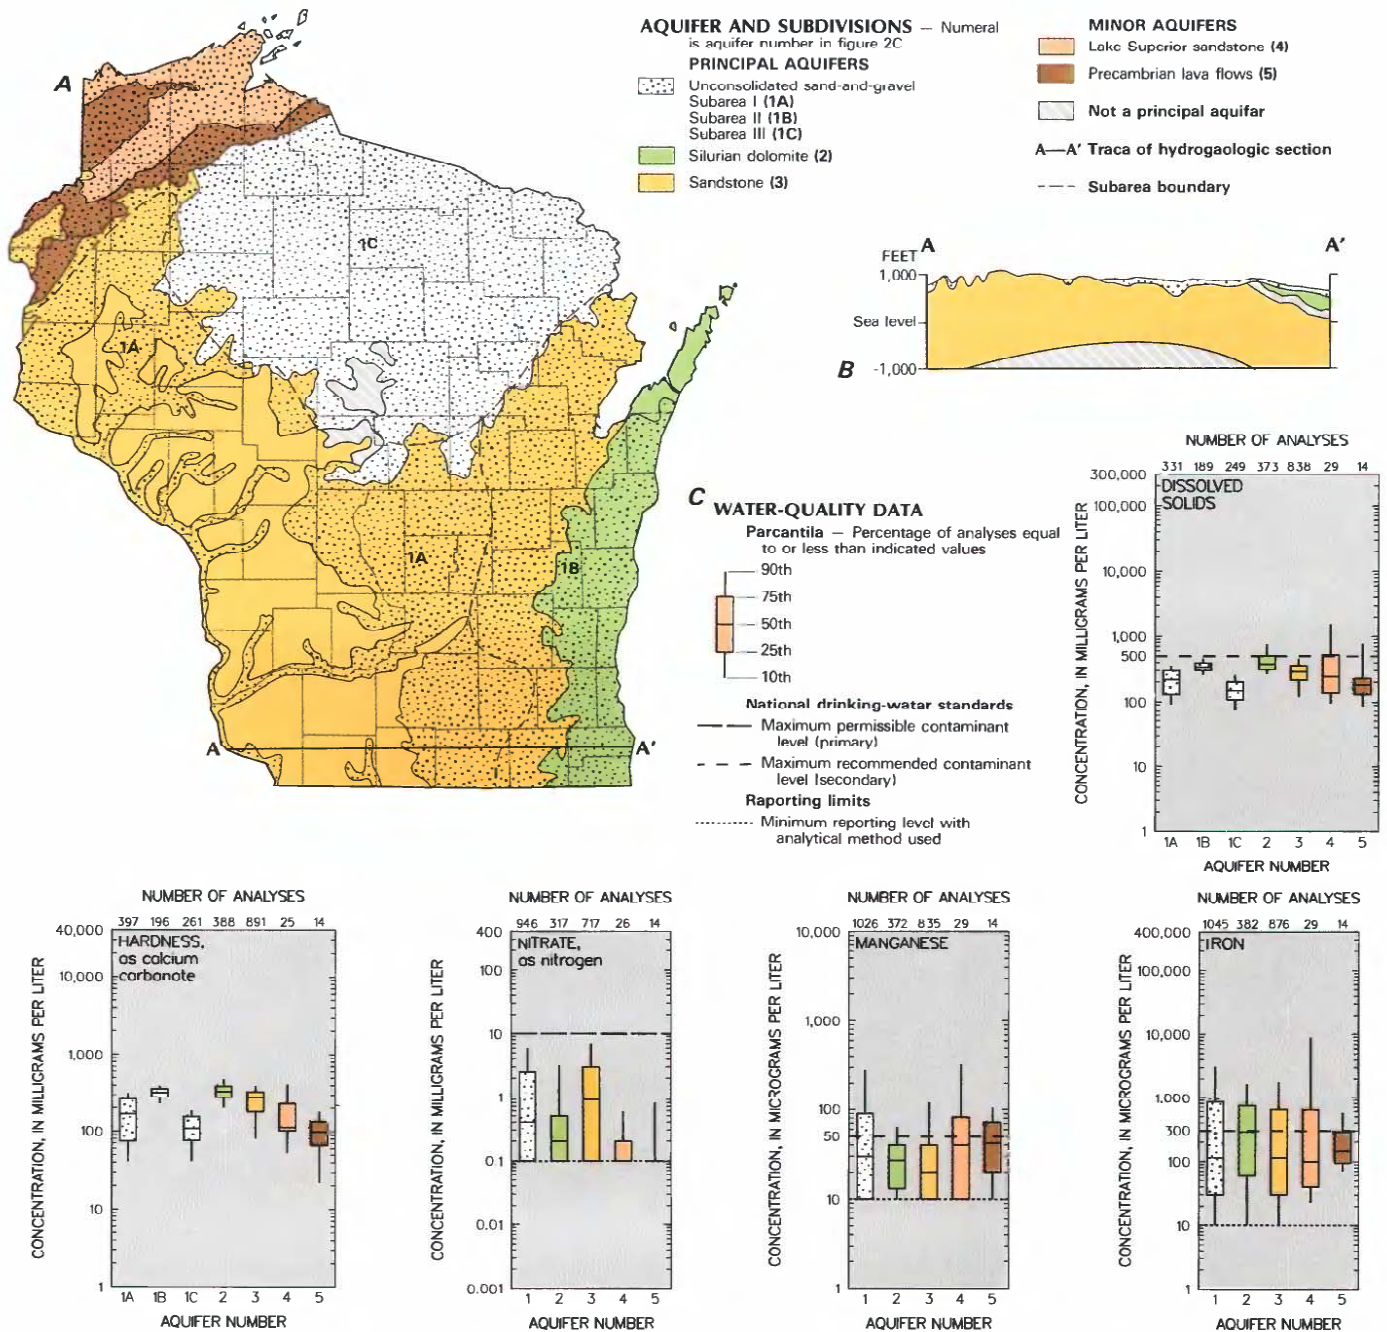 A
AQUIFER AND SUBDIVISIONS — Numeral
is aquifer number in figure 2C
PRINCIPAL AQUIFERS
Unconsolidated sand-and-gravel
Subarea I (1A)
Subarea II (1B)
Subarea III (1C)
Silurian dolomite (2)
Sandstone (3)
MINOR AQUIFERS
Lake Superior sandstone (4)
Precambrian lava flows (5)
Not a principal aquifar
A—A' Traca of hydrogaologic section
Subarea boundary
1C
1A
1A
1B
A
A'
A
A'
FEET
1,000
Sea level
-1,000
B
C
WATER-QUALITY DATA
Parcantila — Percentage of analyses equal
to or less than indicated values
90th
75th
50th
25th
10th
National drinking-watar standards
Maximum permissible contaminant
level (primary)
Maximum recommended contaminant
level (secondary)
Raporting limits
Minimum reporting level with
analytical method used
NUMBER OF ANALYSES
331 189 249 373 838 29 14
DISSOLVED
SOLIDS
CONCENTRATION, IN MILLIGRAMS PER LITER
300,000
100,000
10,000
1,000
500
100
10
1
1A 1B 1C 2 3 4 5
AQUIFER NUMBER
NUMBER OF ANALYSES
397 196 261 388 891 25 14
HARDNESS,
as calcium
carbonate
CONCENTRATION, IN MILLIGRAMS PER LITER
40,000
10,000
1,000
100
10
1
1A 1B 1C 2 3 4 5
AQUIFER NUMBER
NUMBER OF ANALYSES
946 317 717 26 14
NITRATE,
as nitrogen
CONCENTRATION, IN MILLIGRAMS PER LITER
400
100
10
1
0.1
0.01
0.001
1 2 3 4 5
AQUIFER NUMBER
NUMBER OF ANALYSES
1026 372 835 29 14
MANGANESE
CONCENTRATION, IN MICROGRAMS PER LITER
10,000
1,000
100
50
10
1
1 2 3 4 5
AQUIFER NUMBER
NUMBER OF ANALYSES
1045 382 876 29 14
IRON
CONCENTRATION, IN MICROGRAMS PER LITER
400,000
100,000
10,000
1,000
300
100
10
1
1 2 3 4 5
AQUIFER NUMBER